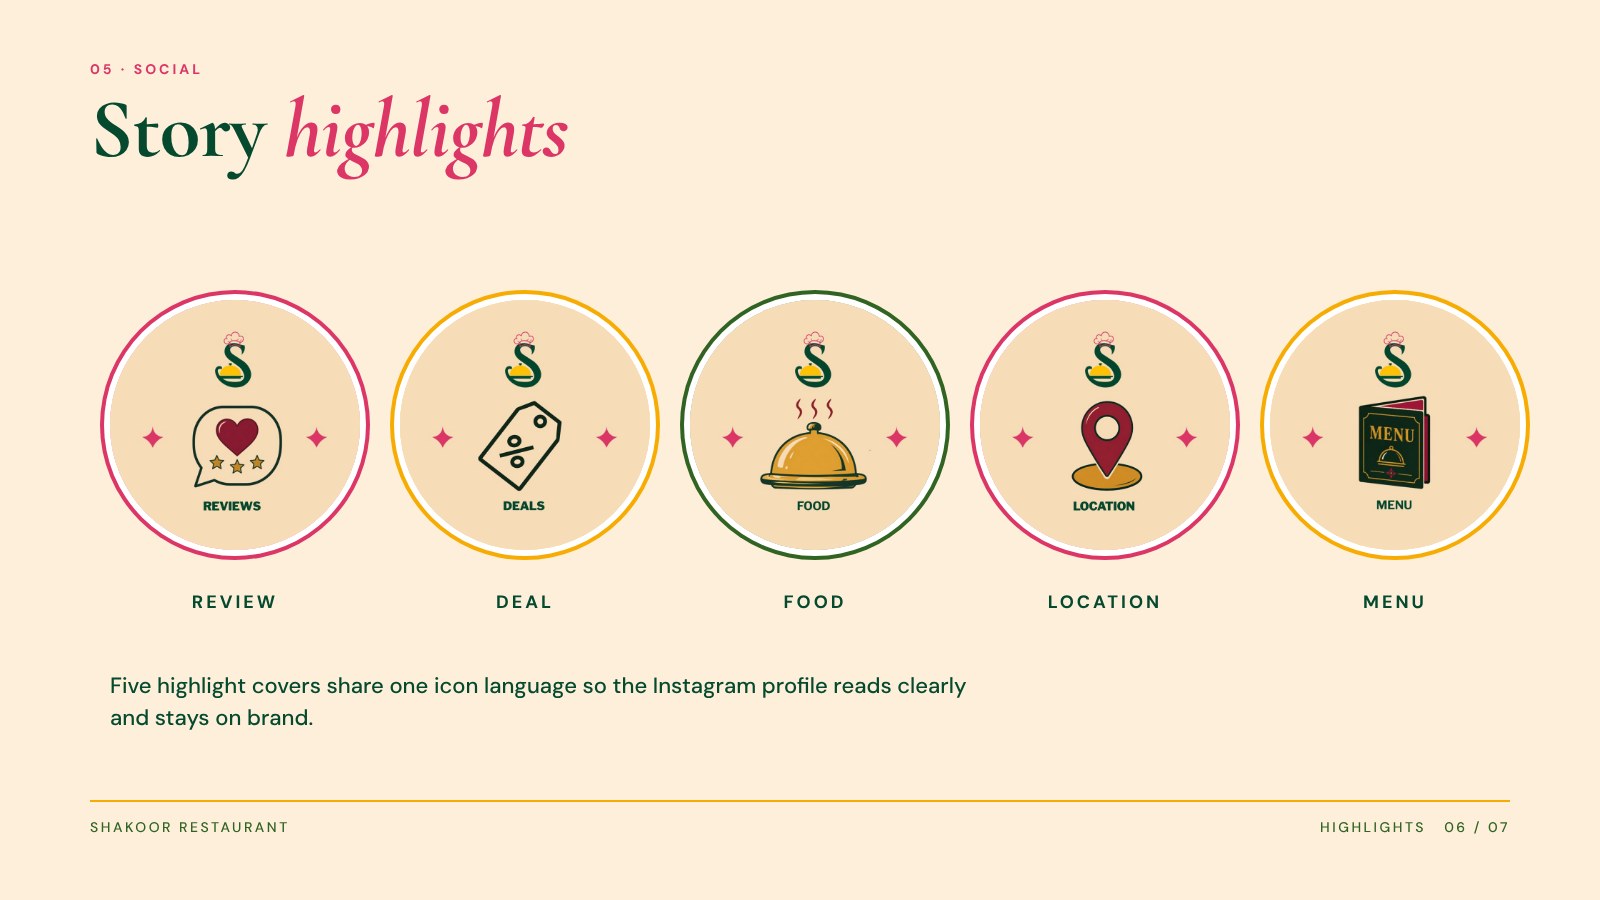 05 · SOCIAL
Story highlights
S
S
S
S
S
MENU
REVIEWS
DEALS
FOOD
LOCATION
MENU
REVIEW
DEAL
FOOD
LOCATION
MENU
Five highlight covers share one icon language so the Instagram profile reads clearly
and stays on brand.
SHAKOOR RESTAURANT
HIGHLIGHTS 06 / 07